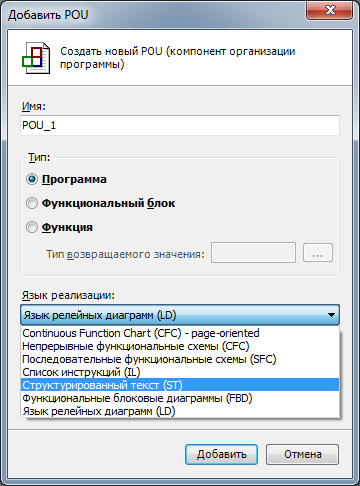 Добавить POU
Создать новый POU (компонент организации
программы)
Имя:
POU_1
Тип:
Программа
Функциональный блок
Функция
Тип возвращаемого значения:
...
Язык реализации:
Язык релейных диаграмм (LD)
Continuous Function Chart (CFC) - page-oriented
Непрерывные функциональные схемы (CFC)
Последовательные функциональные схемы (SFC)
Список инструкций (IL)
Структурированный текст (ST)
Функциональные блоковые диаграммы (FBD)
Язык релейных диаграмм (LD)
Добавить
Отмена